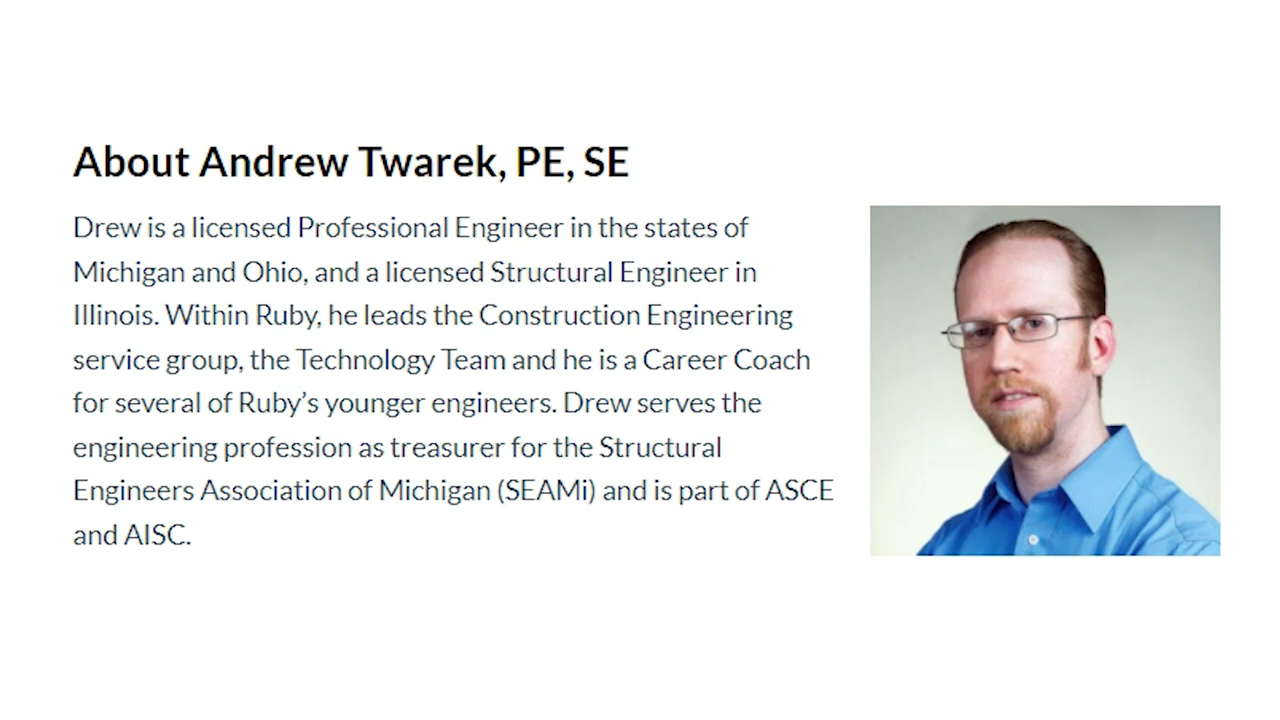 About Andrew Twarek, PE, SE
Drew is a licensed Professional Engineer in the states of
Michigan and Ohio, and a licensed Structural Engineer in
Illinois. Within Ruby, he leads the Construction Engineering
service group, the Technology Team and he is a Career Coach
for several of Ruby’s younger engineers. Drew serves the
engineering profession as treasurer for the Structural
Engineers Association of Michigan (SEAMi) and is part of ASCE
and AISC.